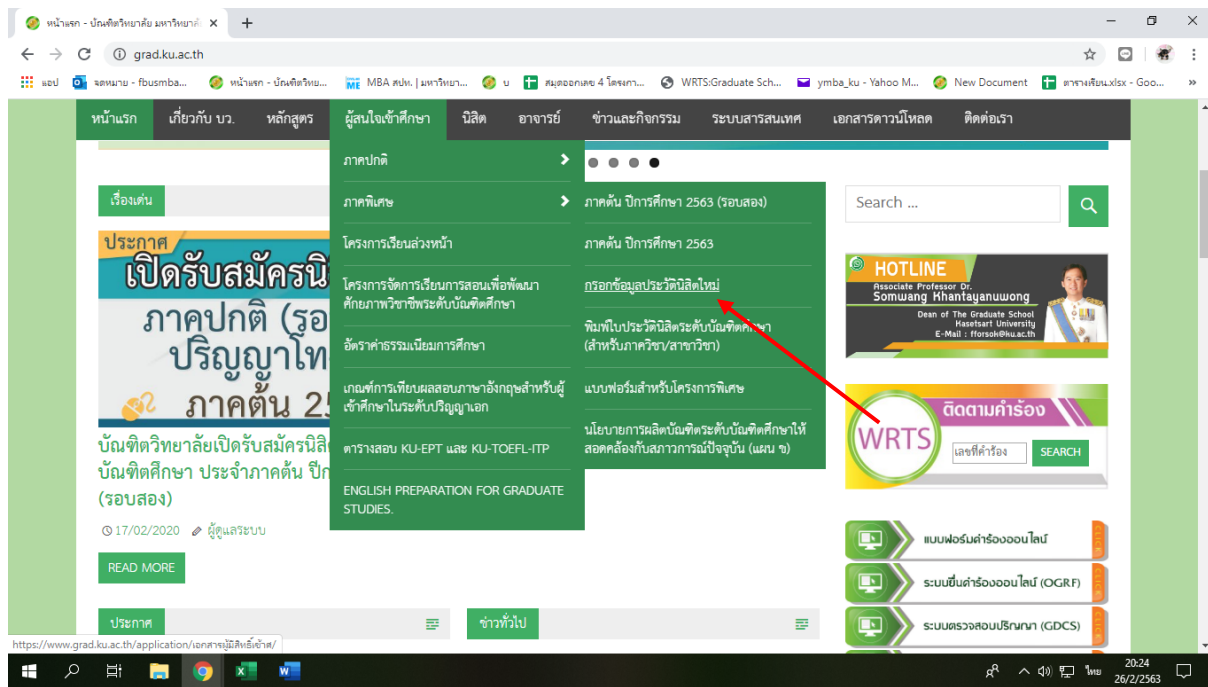 หน้าแรก - บัณฑิตวิทยาลัย มหาวิทยาลั
grad.ku.ac.th
แอป
จดหมาย - fbusmba...
หน้าแรก - บัณฑิตวิทย...
MBA สปท. | มหาวิทยา...
บ
สมุดออกเลข 4 โครงกา...
WRTS:Graduate Sch...
ymba_ku - Yahoo M...
New Document
ตารางเรียน.xlsx - Goo...
หน้าแรก เกี่ยวกับ บว. หลักสูตร ผู้สนใจเข้าศึกษา นิสิต อาจารย์ ข่าวและกิจกรรม ระบบสารสนเทศ เอกสารดาวน์โหลด ติดต่อเรา
เรื่องเด่น
ประกาศ
เปิดรับสมัครนิ
ภาคปกติ (รอ
ปริญญาโท
ภาคต้น 2
บัณฑิตวิทยาลัยเปิดรับสมัครนิสิ
บัณฑิตศึกษา ประจำภาคต้น ปีก
(รอบสอง)
17/02/2020 ผู้ดูแลระบบ
READ MORE
ประกาศ
ข่าวทั่วไป
ภาคปกติ
ภาคพิเศษ
โครงการเรียนล่วงหน้า
โครงการจัดการเรียนการสอนเพื่อพัฒนา
ศักยภาพวิชาชีพระดับบัณฑิตศึกษา
อัตราค่าธรรมเนียมการศึกษา
เกณฑ์การเทียบผลสอบภาษาอังกฤษสำหรับผู้
เข้าศึกษาในระดับปริญญาเอก
ตารางสอบ KU-EPT และ KU-TOEFL-ITP
ENGLISH PREPARATION FOR GRADUATE
STUDIES.
ภาคต้น ปีการศึกษา 2563 (รอบสอง)
ภาคต้น ปีการศึกษา 2563
กรอกข้อมูลประวัตินิสิตใหม่
พิมพ์ใบประวัตินิสิตระดับบัณฑิตศึกษา
(สำหรับภาควิชา/สาขาวิชา)
แบบฟอร์มสำหรับโครงการพิเศษ
นโยบายการผลิตบัณฑิตระดับบัณฑิตศึกษาให้
สอดคล้องกับสภาวการณ์ปัจจุบัน (แผน ข)
Search ...
HOTLINE
Associate Professor Dr.
Somwang Khantayanuwong
Dean of The Graduate School
Kasetsart University
E-Mail : fforsok@ku.ac.th
WRTS
ติดตามคำร้อง
เลขที่คำร้อง
SEARCH
แบบฟอร์มคำร้องออนไลน์
ระบบยื่นคำร้องออนไลน์ (OGRF)
ระบบตรวจสอบปริญญา (GDCS)
https://www.grad.ku.ac.th/application/เอกสารผู้มีสิทธิ์เข้าศ/
ไทย
20:24
26/2/2563